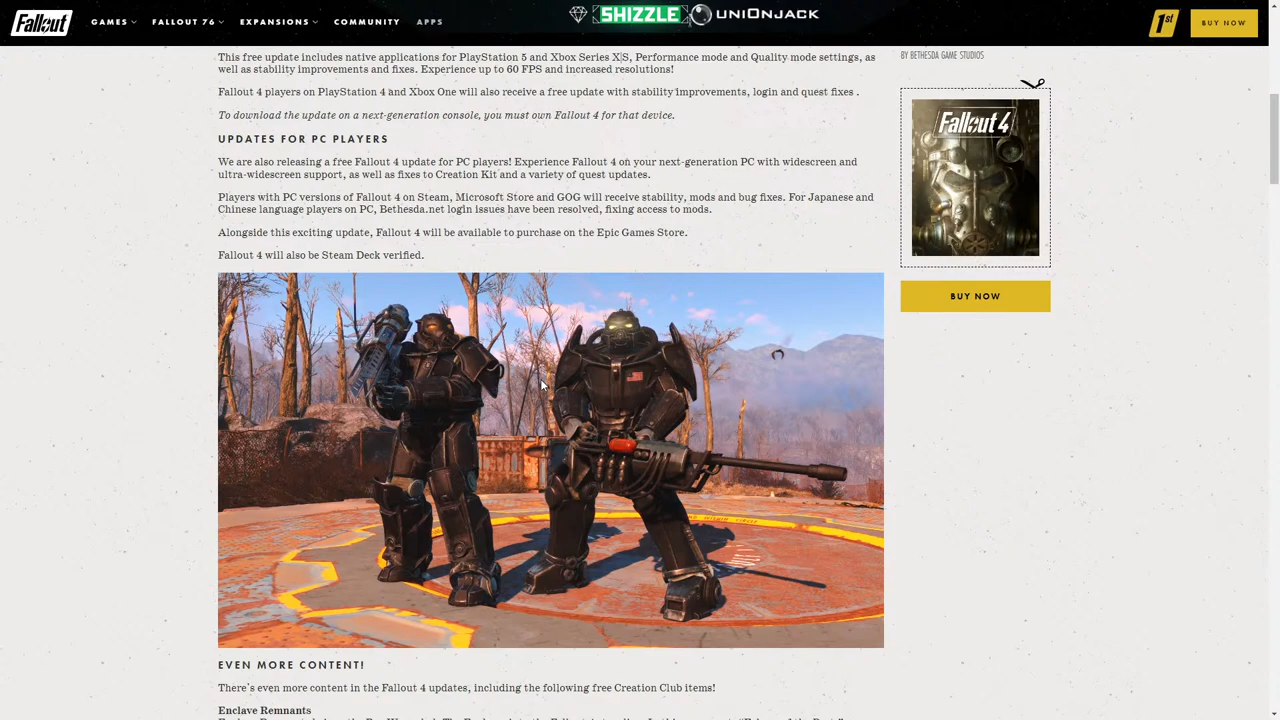 Fallout
GAMES
FALLOUT 76
EXPANSIONS
COMMUNITY
APPS
SHIZZLE
UNIONJACK
1st
BUY NOW
This free update includes native applications for PlayStation 5 and Xbox Series X|S, Performance mode and Quality mode settings, as
well as stability improvements and fixes. Experience up to 60 FPS and increased resolutions!
Fallout 4 players on PlayStation 4 and Xbox One will also receive a free update with stability improvements, login and quest fixes .
To download the update on a next-generation console, you must own Fallout 4 for that device.
UPDATES FOR PC PLAYERS
We are also releasing a free Fallout 4 update for PC players! Experience Fallout 4 on your next-generation PC with widescreen and
ultra-widescreen support, as well as fixes to Creation Kit and a variety of quest updates.
Players with PC versions of Fallout 4 on Steam, Microsoft Store and GOG will receive stability, mods and bug fixes. For Japanese and
Chinese language players on PC, Bethesda.net login issues have been resolved, fixing access to mods.
Alongside this exciting update, Fallout 4 will be available to purchase on the Epic Games Store.
Fallout 4 will also be Steam Deck verified.
EVEN MORE CONTENT!
There's even more content in the Fallout 4 updates, including the following free Creation Club items!
Enclave Remnants
BY BETHESDA GAME STUDIOS
Fallout 4
BUY NOW